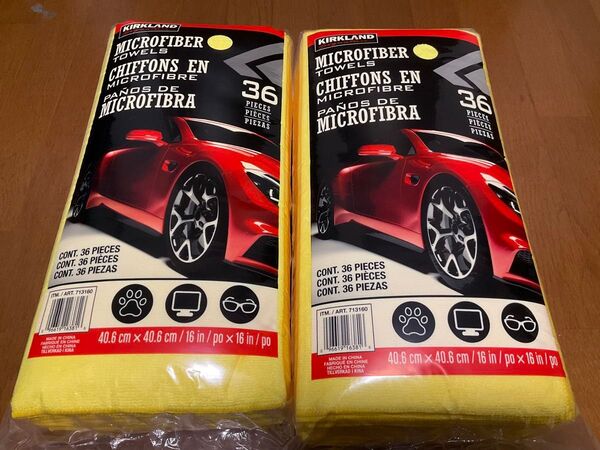 KIRKLAND
MICROFIBER
TOWELS
CHIFFONS EN
MICROFIBRE
PAÑOS DE
MICROFIBRA
36
PIECES
PIÈCES
PIEZAS
CONT. 36 PIECES
CONT. 36 PIÈCES
CONT. 36 PIEZAS
ITM. / ART. 713160
40.6 cm × 40.6 cm / 16 in / po × 16 in / po
MADE IN CHINA
FABRIQUÉ EN CHINE
HECHO EN CHINA
TILLVERKAD I KINA
KIRKLAND
MICROFIBER
TOWELS
CHIFFONS EN
MICROFIBRE
PAÑOS DE
MICROFIBRA
36
PIECES
PIÈCES
PIEZAS
CONT. 36 PIECES
CONT. 36 PIÈCES
CONT. 36 PIEZAS
ITM. / ART. 713160
40.6 cm × 40.6 cm / 16 in / po × 16 in / po
MADE IN CHINA
FABRIQUÉ EN CHINE
HECHO EN CHINA
TILLVERKAD I KINA